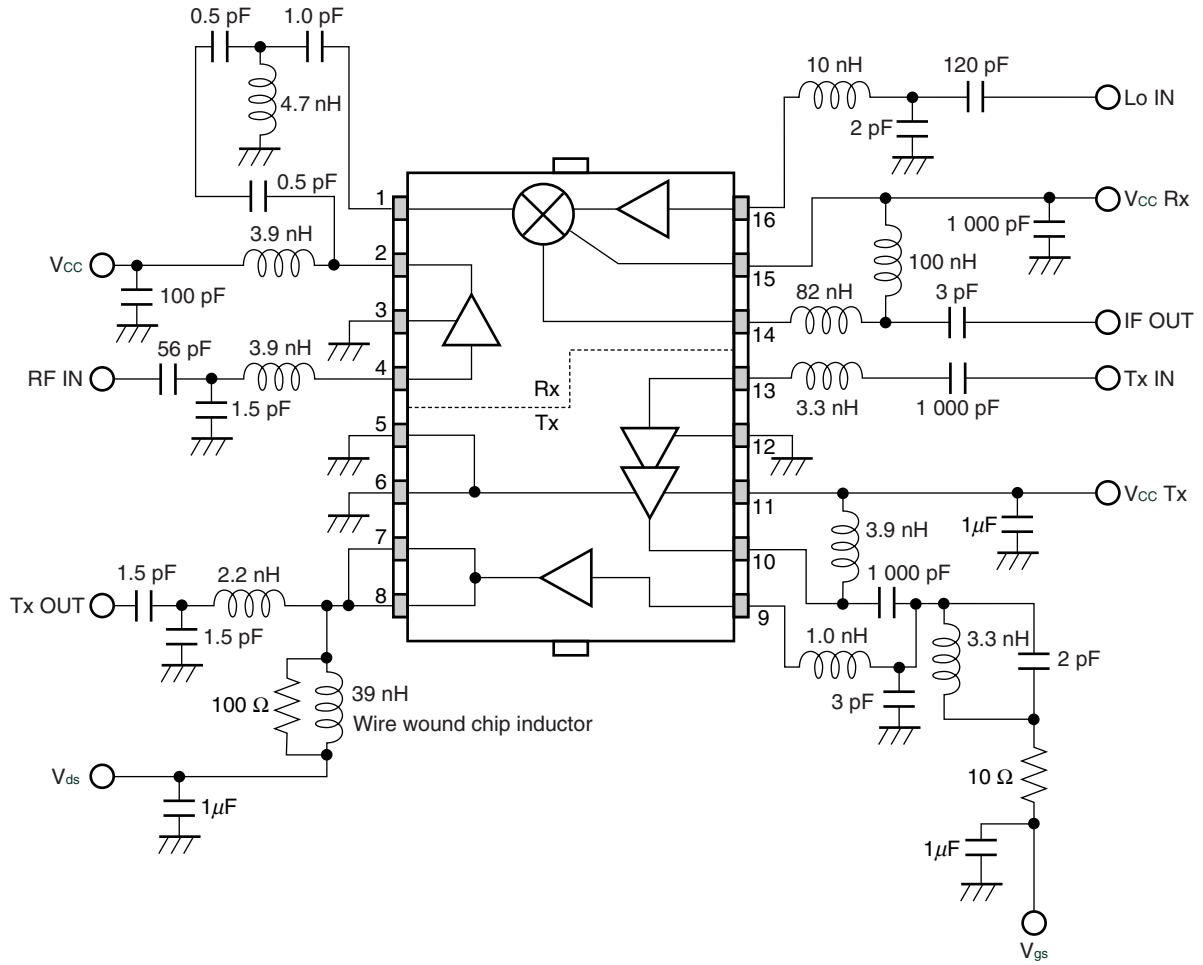 0.5 pF
1.0 pF
4.7 nH
0.5 pF
3.9 nH
VCC
100 pF
56 pF
3.9 nH
RF IN
1.5 pF
1.5 pF
2.2 nH
Tx OUT
1.5 pF
100 Ω
39 nH
Wire wound chip inductor
Vds
1μF
1
2
3
4
5
6
7
8
Rx
Tx
16
15
14
13
12
11
10
9
10 nH
120 pF
Lo IN
2 pF
VCC Rx
1 000 pF
100 nH
82 nH
3 pF
IF OUT
Tx IN
3.3 nH
1 000 pF
VCC Tx
3.9 nH
1μF
1 000 pF
1.0 nH
3.3 nH
2 pF
3 pF
10 Ω
1μF
Vgs